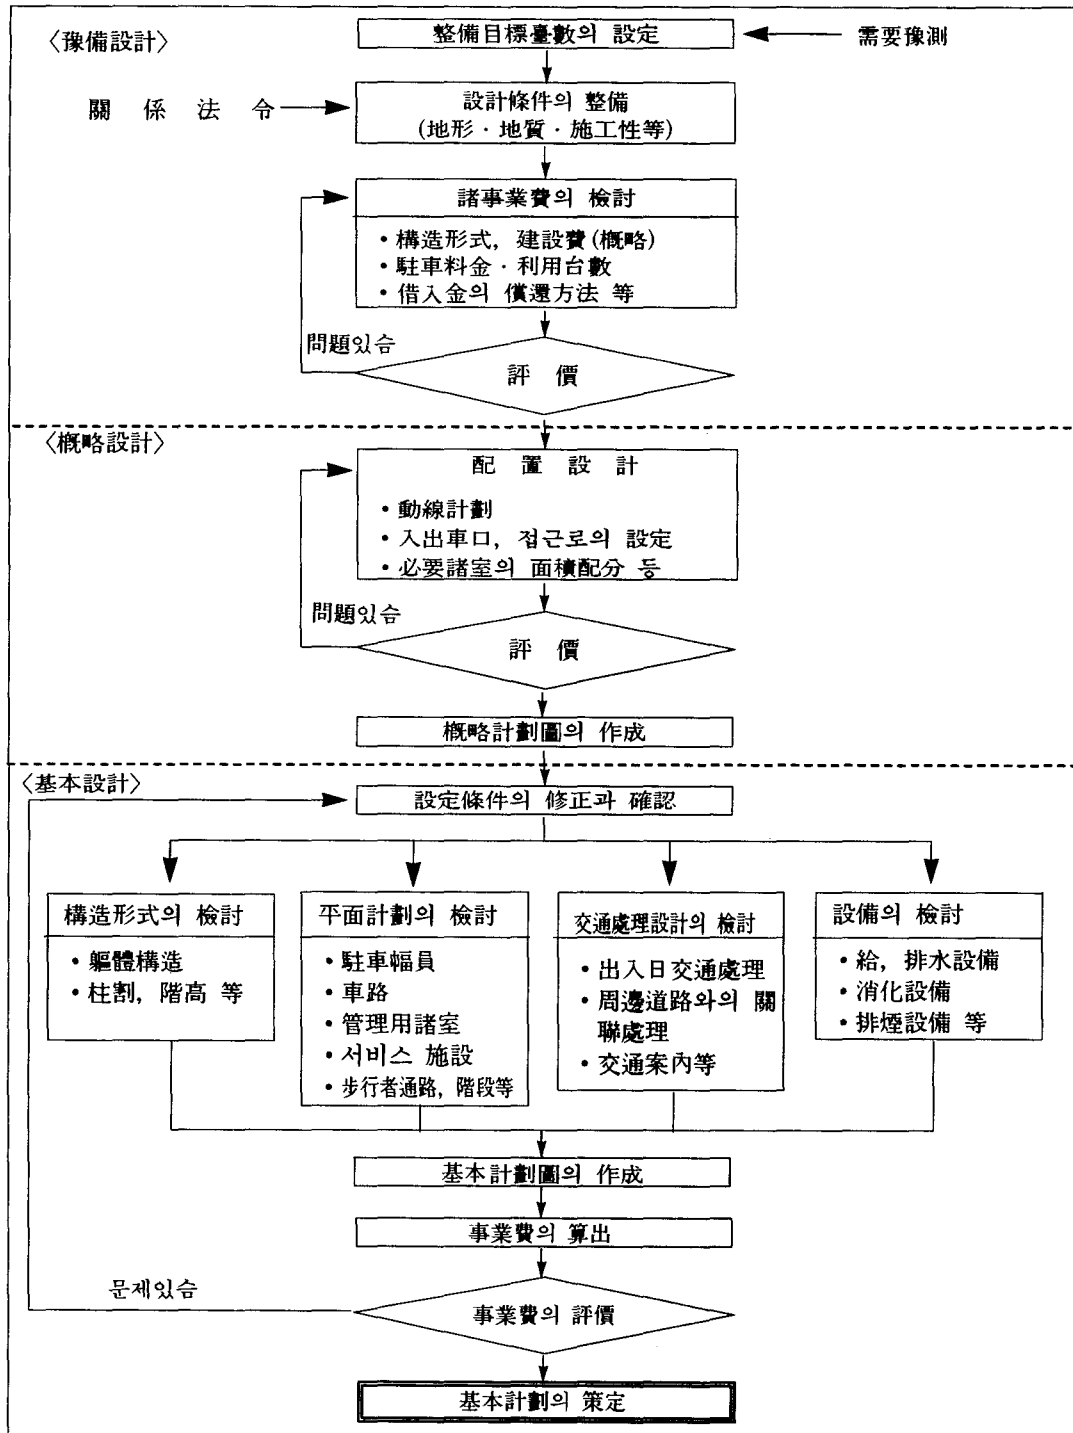 〈豫備設計〉
整備目標臺數의 設定
需要豫測
關 係 法 令
設計條件의 整備
(地形·地質·施工性等)
諸事業費의 檢討
• 構造形式, 建設費(槪略)
• 駐車料金·利用台數
• 借入金의 償還方法 等
問題있슴
評 價
〈槪略設計〉
配 置 設 計
• 動線計劃
• 入出車口, 접근로의 設定
• 必要諸室의 面積配分 등
問題있슴
評 價
槪略計劃圖의 作成
〈基本設計〉
設定條件의 修正과 確認
構造形式의 檢討
• 軀體構造
• 柱割, 階高 等
平面計劃의 檢討
• 駐車幅員
• 車路
• 管理用諸室
• 서비스 施設
• 步行者通路, 階段等
交通處理設計의 檢討
• 出入日交通處理
• 周邊道路와의 關
聯處理
• 交通案內等
設備의 檢討
• 給, 排水設備
• 消化設備
• 排煙設備 等
基本計劃圖의 作成
事業費의 算出
문제있슴
事業費의 評價
基本計劃의 策定